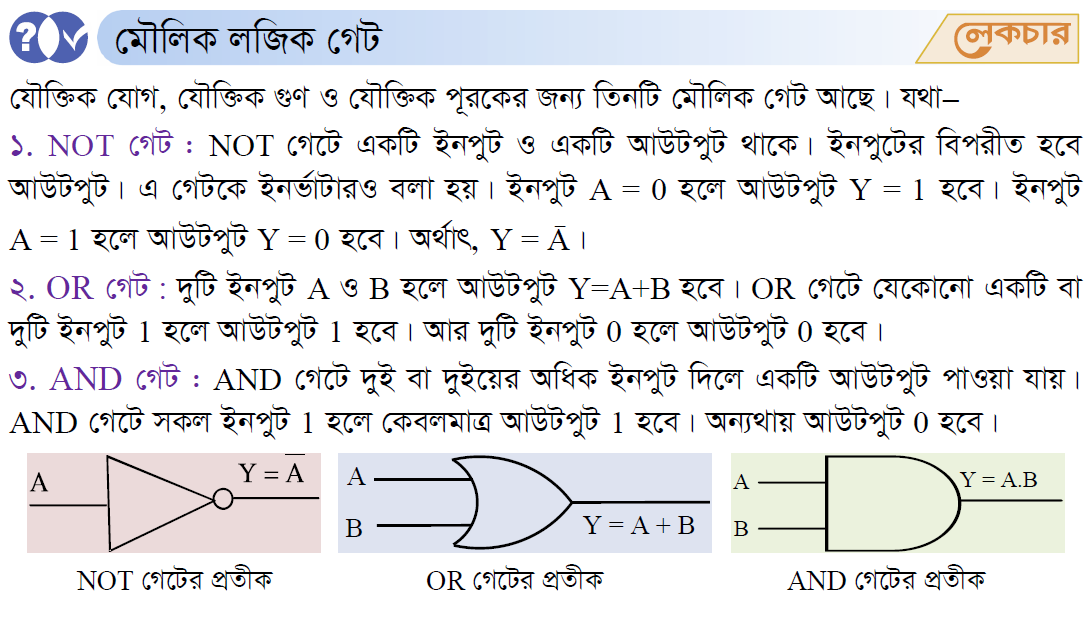 মৌলিক লজিক গেট
লেকচার
যৌক্তিক যোগ, যৌক্তিক গুণ ও যৌক্তিক পূরকের জন্য তিনটি মৌলিক গেট আছে। যথা–
১. NOT গেট : NOT গেটে একটি ইনপুট ও একটি আউটপুট থাকে। ইনপুটের বিপরীত হবে
আউটপুট। এ গেটকে ইনর্ভাটারও বলা হয়। ইনপুট A = 0 হলে আউটপুট Y = 1 হবে। ইনপুট
A = 1 হলে আউটপুট Y = 0 হবে। অর্থাৎ, Y = Ā।
২. OR গেট : দুটি ইনপুট A ও B হলে আউটপুট Y=A+B হবে। OR গেটে যেকোনো একটি বা
দুটি ইনপুট 1 হলে আউটপুট 1 হবে। আর দুটি ইনপুট 0 হলে আউটপুট 0 হবে।
৩. AND গেট : AND গেটে দুই বা দুইয়ের অধিক ইনপুট দিলে একটি আউটপুট পাওয়া যায়।
AND গেটে সকল ইনপুট 1 হলে কেবলমাত্র আউটপুট 1 হবে। অন্যথায় আউটপুট 0 হবে।
A
Y = Ā
A
B
Y = A + B
A
B
Y = A.B
NOT গেটের প্রতীক
OR গেটের প্রতীক
AND গেটের প্রতীক